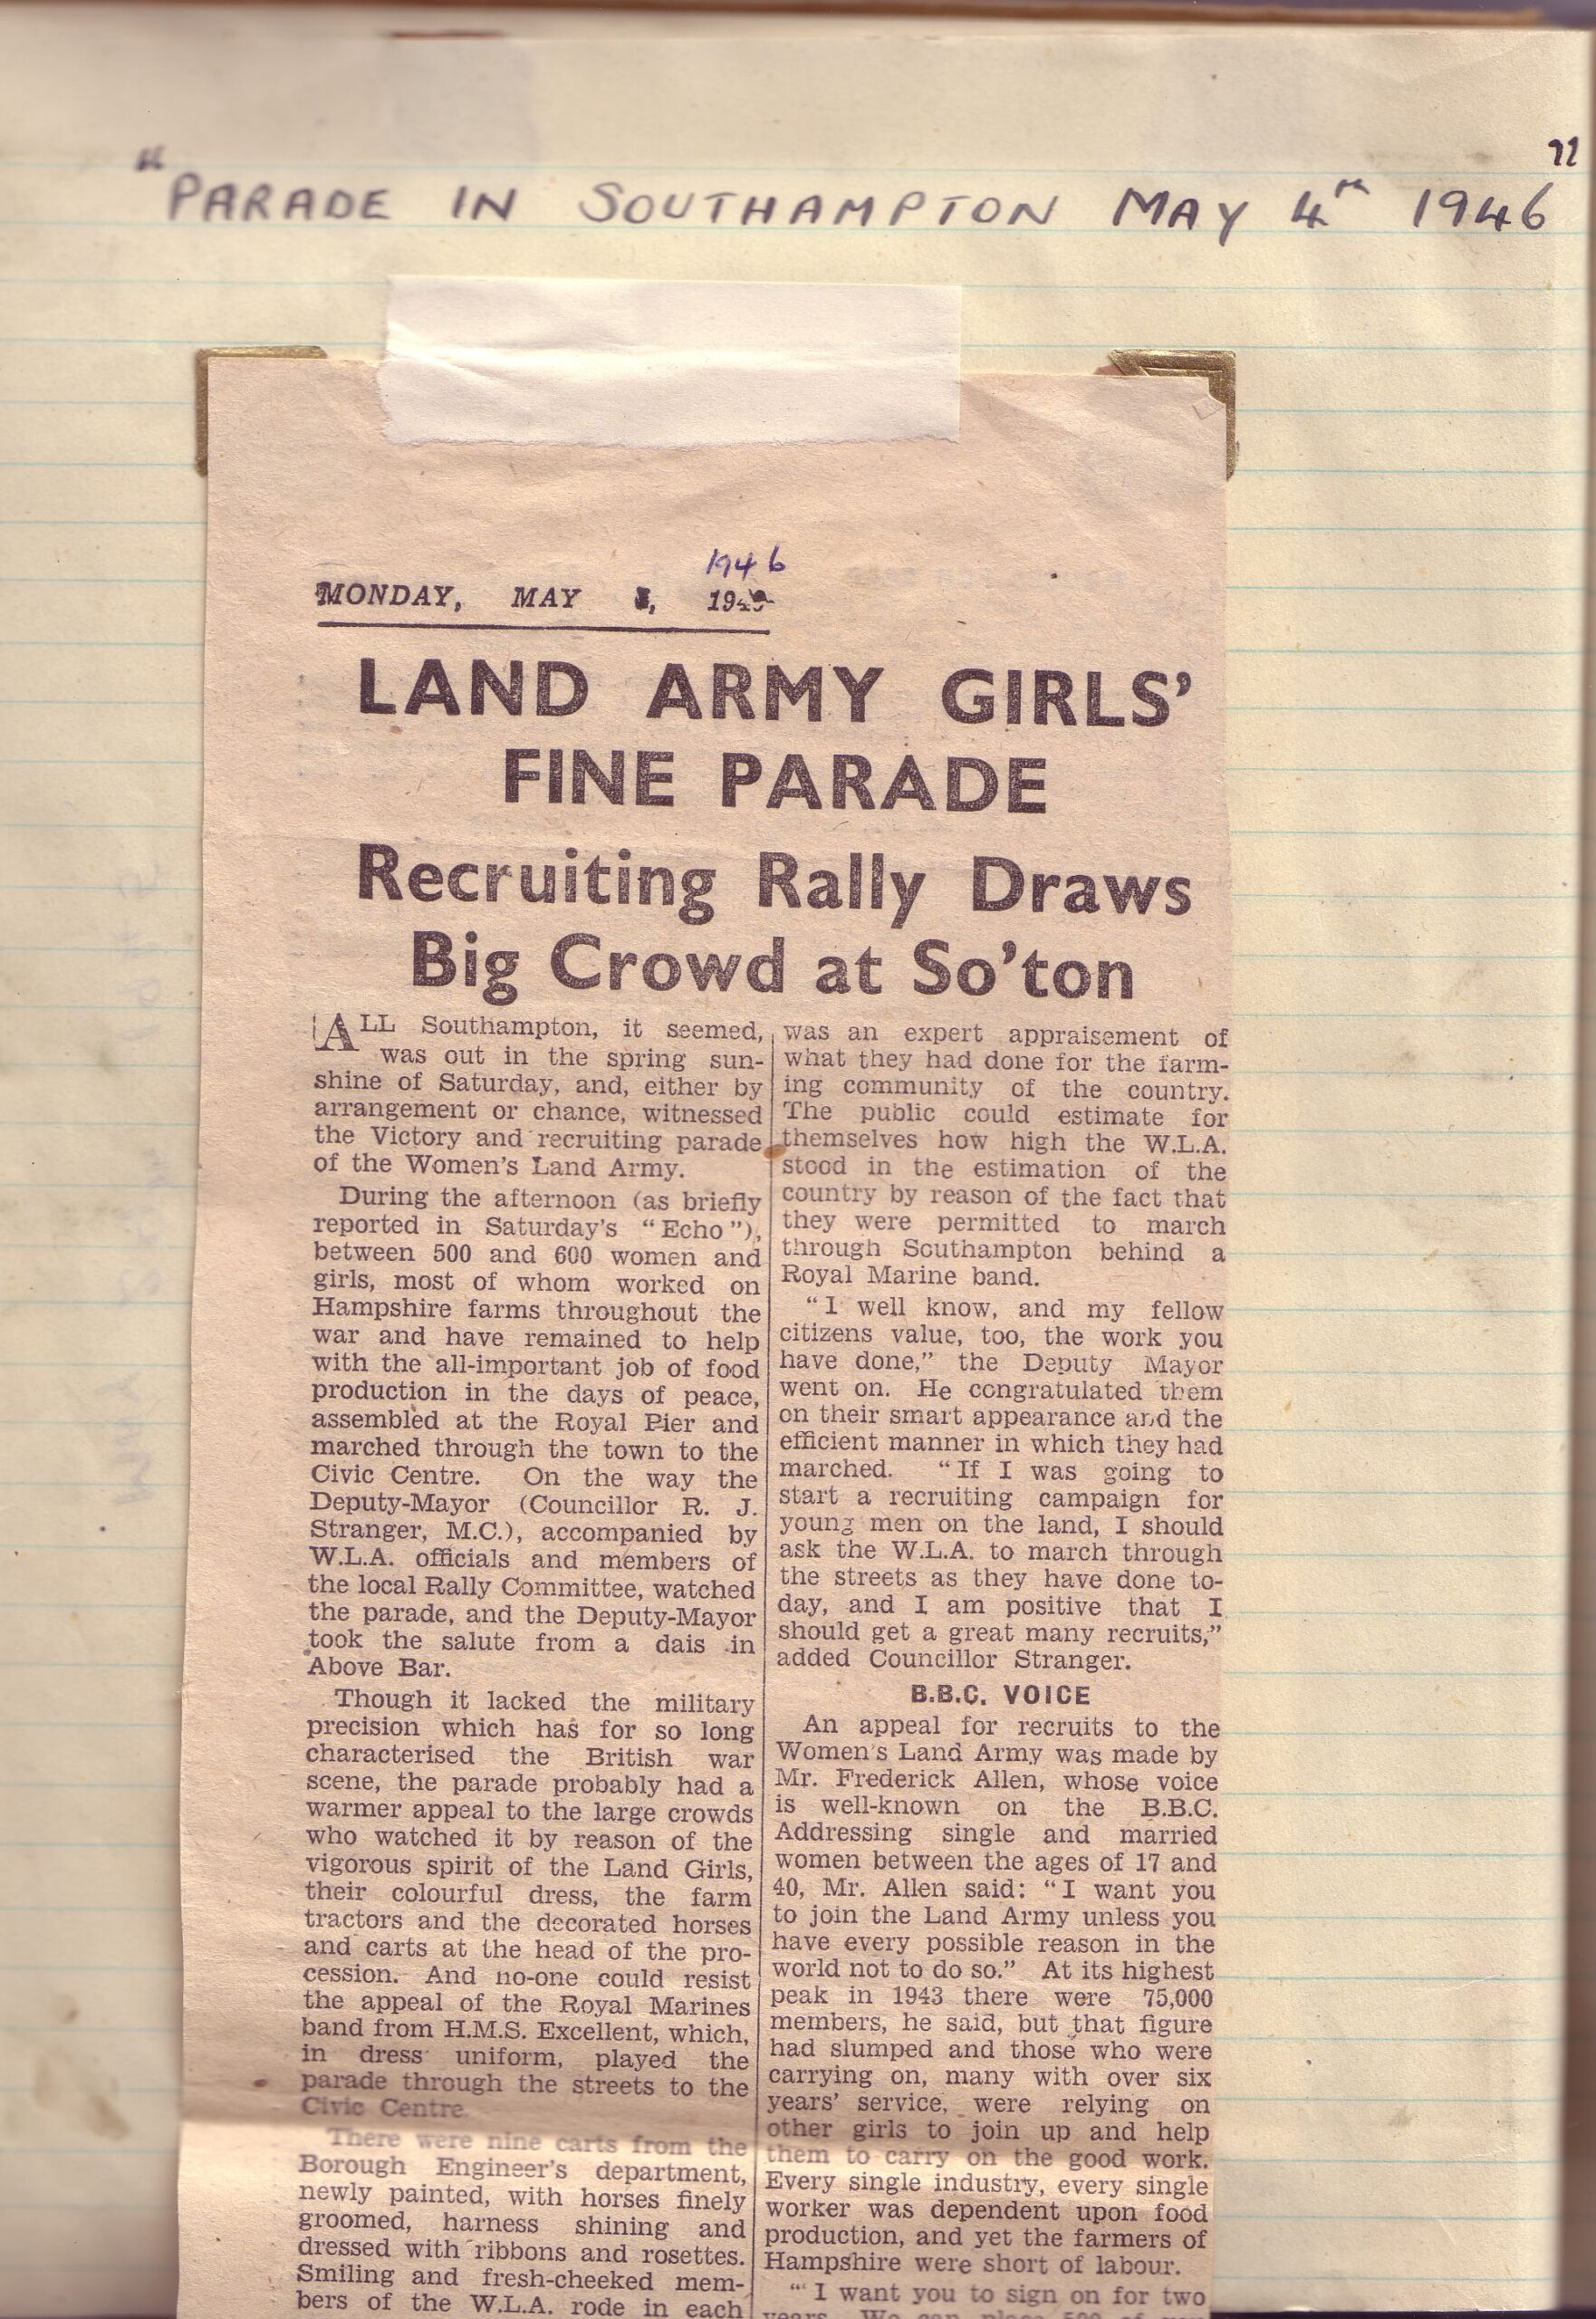 "PARADE IN SOUTHAMPTON MAY 4TH 1946"
1946
MONDAY, MAY
LAND ARMY GIRLS'
FINE PARADE
Recruiting Rally Draws
Big Crowd at So'ton
ALL Southampton, it seemed,
was out in the spring sun-
shine of Saturday, and, either by
arrangement or chance, witnessed
the Victory and recruiting parade
of the Women's Land Army.
During the afternoon (as briefly
reported in Saturday's "Echo"),
between 500 and 600 women and
girls, most of whom worked on
Hampshire farms throughout the
war and have remained to help
with the all-important job of food
production in the days of peace,
assembled at the Royal Pier and
marched through the town to the
Civic Centre. On the way the
Deputy-Mayor (Councillor R. J.
Stranger, M.C.), accompanied by
W.L.A. officials and members of
the local Rally Committee, watched
the parade, and the Deputy-Mayor
took the salute from a dais in
Above Bar.
Though it lacked the military
precision which has for so long
characterised the British war
scene, the parade probably had a
warmer appeal to the large crowds
who watched it by reason of the
vigorous spirit of the Land Girls,
their colourful dress, the farm
tractors and the decorated horses
and carts at the head of the pro-
cession. And no-one could resist
the appeal of the Royal Marines
band from H.M.S. Excellent, which,
in dress uniform, played the
parade through the streets to the
Civic Centre.
There were nine carts from the
Borough Engineer's department,
newly painted, with horses finely
groomed, harness shining and
dressed with ribbons and rosettes.
Smiling and fresh-cheeked mem-
bers of the W.L.A. rode in each
was an expert appraisement of
what they had done for the farm-
ing community of the country.
The public could estimate for
themselves how high the W.L.A.
stood in the estimation of the
country by reason of the fact that
they were permitted to march
through Southampton behind a
Royal Marine band.
"I well know, and my fellow
citizens value, too, the work you
have done," the Deputy Mayor
went on. He congratulated them
on their smart appearance and the
efficient manner in which they had
marched. "If I was going to
start a recruiting campaign for
young men on the land, I should
ask the W.L.A. to march through
the streets as they have done to-
day, and I am positive that I
should get a great many recruits,"
added Councillor Stranger.
B.B.C. VOICE
An appeal for recruits to the
Women's Land Army was made by
Mr. Frederick Allen, whose voice
is well-known on the B.B.C.
Addressing single and married
women between the ages of 17 and
40, Mr. Allen said: "I want you
to join the Land Army unless you
have every possible reason in the
world not to do so." At its highest
peak in 1943 there were 75,000
members, he said, but that figure
had slumped and those who were
carrying on, many with over six
years' service, were relying on
other girls to join up and help
them to carry on the good work.
Every single industry, every single
worker was dependent upon food
production, and yet the farmers of
Hampshire were short of labour.
"I want you to sign on for two
years. We can place 500 of you